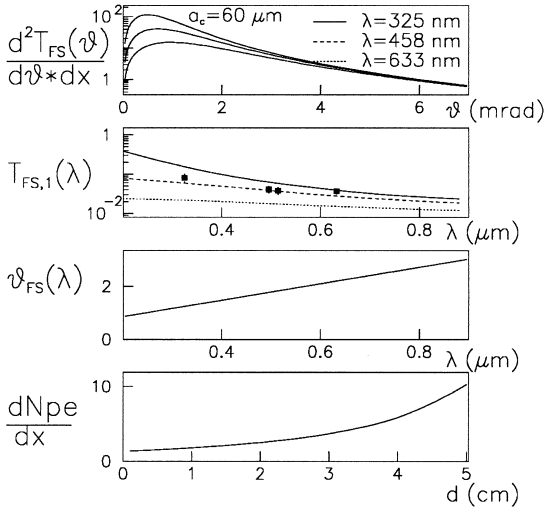 10²
1
d²T_FS(ϑ)
dϑ*dx
a_c=60 μm
λ=325 nm
λ=458 nm
λ=633 nm
0 2 4 6 ϑ (mrad)
1
10⁻²
T_FS,1(λ)
0.4 0.6 0.8
λ (μm)
2
0
ϑ_FS(λ)
0.4 0.6 0.8
λ (μm)
10
0
dNpe
dx
0 1 2 3 4 5
d (cm)